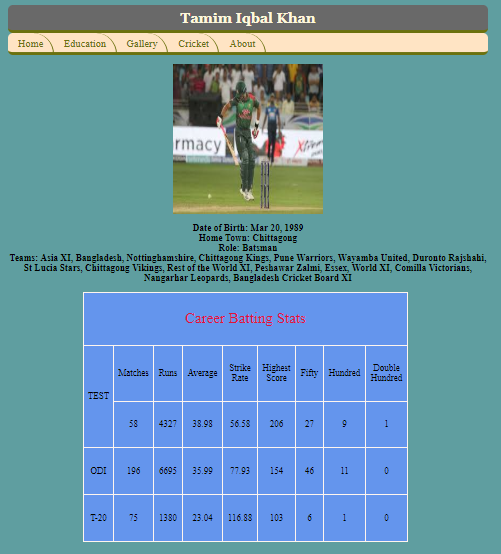 Tamim Iqbal Khan
Home Education Gallery Cricket About
rmacy
Date of Birth: Mar 20, 1989
Home Town: Chittagong
Role: Batsman
Teams: Asia XI, Bangladesh, Nottinghamshire, Chittagong Kings, Pune Warriors, Wayamba United, Duronto Rajshahi,
St Lucia Stars, Chittagong Vikings, Rest of the World XI, Peshawar Zalmi, Essex, World XI, Comilla Victorians,
Nangarhar Leopards, Bangladesh Cricket Board XI
Career Batting Stats
TEST Matches Runs Average Strike Rate Highest Score Fifty Hundred Double Hundred
58 4327 38.98 56.58 206 27 9 1
ODI 196 6695 35.99 77.93 154 46 11 0
T-20 75 1380 23.04 116.88 103 6 1 0